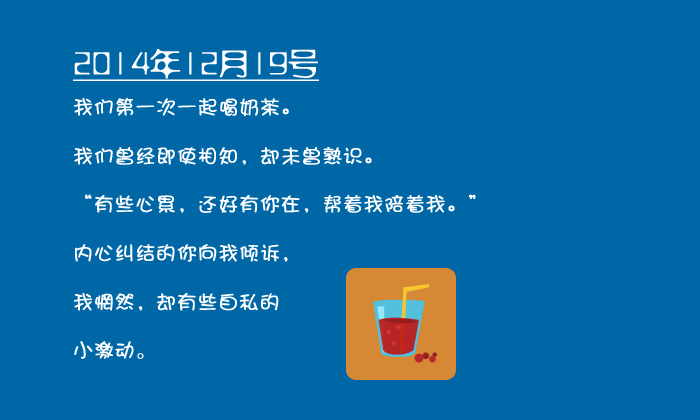 2014年12月19号
我们第一次一起喝奶茶。
我们曾经即使相知，却未曾熟识。
“有些心累，还好有你在，帮着我陪着我。”
内心纠结的你向我倾诉，
我惘然，却有些自私的
小激动。